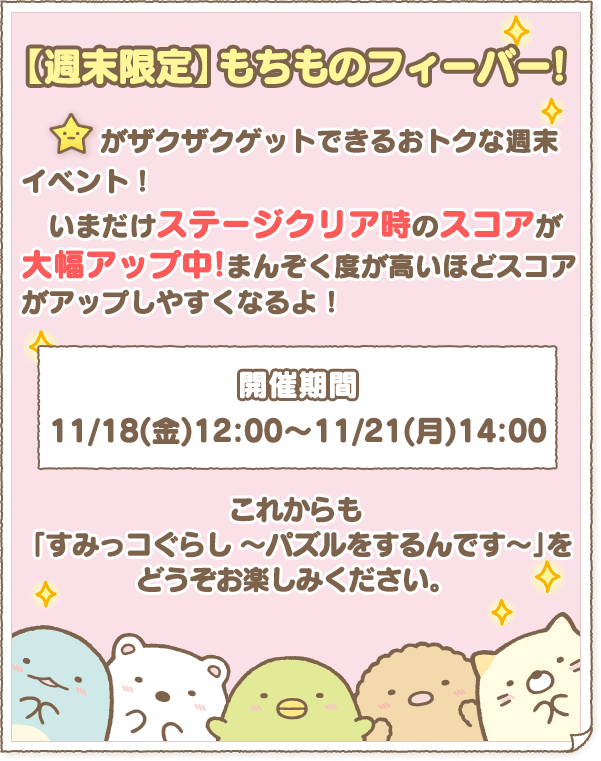 【週末限定】もちものフィーバー!
がザクザクゲットできるおトクな週末
イベント！
いまだけステージクリア時のスコアが
大幅アップ中!まんぞく度が高いほどスコア
がアップしやすくなるよ！
開催期間
11/18(金)12:00～11/21(月)14:00
これからも
「すみっコぐらし ～パズルをするんです～」を
どうぞお楽しみください。